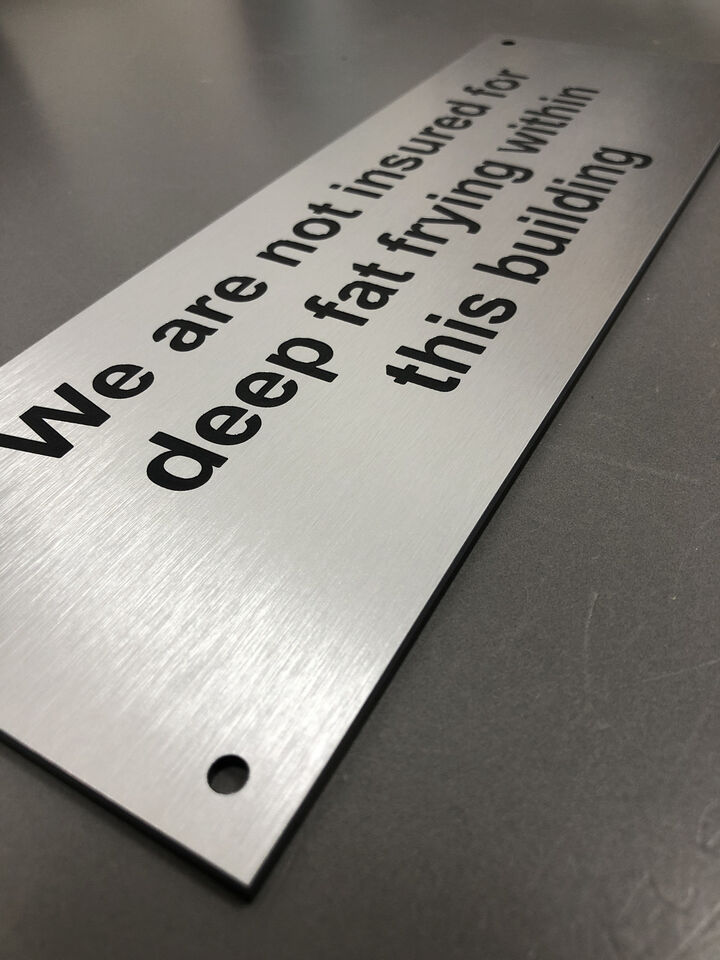 We are not insured for
deep fat frying within
this building